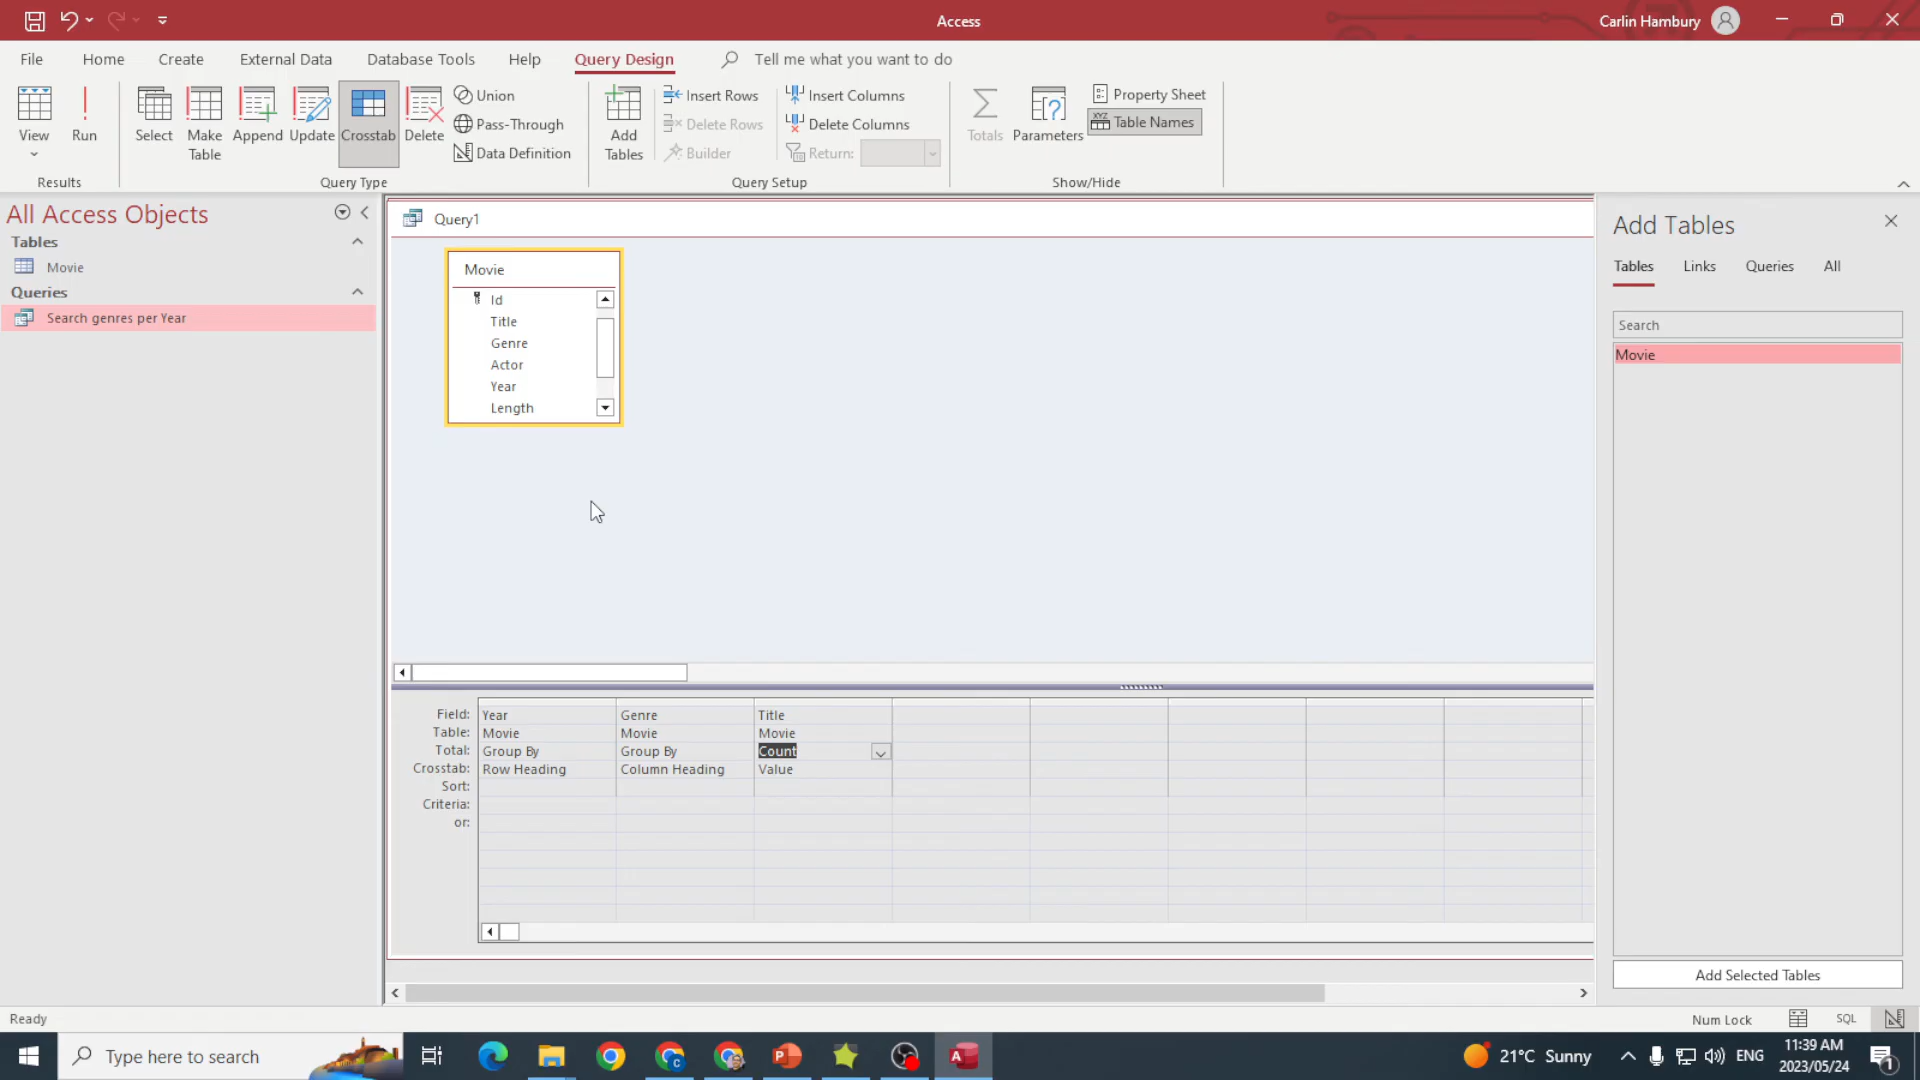 Access
Carlin Hambury
File Home Create External Data Database Tools Help Query Design Tell me what you want to do
View Run Select Make Table Append Update Crosstab Delete
Union
Pass-Through
Data Definition
Add Tables
Insert Rows
Delete Rows
Builder
Insert Columns
Delete Columns
Return:
Totals Parameters
Property Sheet
XYZ Table Names
Results Query Type Query Setup Show/Hide
All Access Objects
Tables
Movie
Queries
Search genres per Year
Query1
Movie
Id
Title
Genre
Actor
Year
Length
Field: Year Genre Title
Table: Movie Movie Movie
Total: Group By Group By Count
Crosstab: Row Heading Column Heading Value
Sort:
Criteria:
or:
Add Tables
Tables Links Queries All
Search
Movie
Add Selected Tables
Ready
Num Lock SQL
Type here to search
21°C Sunny
ENG
11:39 AM
2023/05/24
1